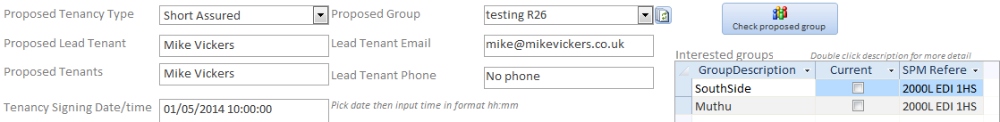 Proposed Tenancy Type Short Assured Proposed Group testing R26
Check proposed group
Proposed Lead Tenant Mike Vickers Lead Tenant Email mike@mikevickers.co.uk
Interested groups Double click description for more detail
Proposed Tenants Mike Vickers Lead Tenant Phone No phone
GroupDescription Current SPM Refere
SouthSide 2000L EDI 1HS
Tenancy Signing Date/time 01/05/2014 10:00:00 Pick date then input time in format hh:mm
Muthu 2000L EDI 1HS